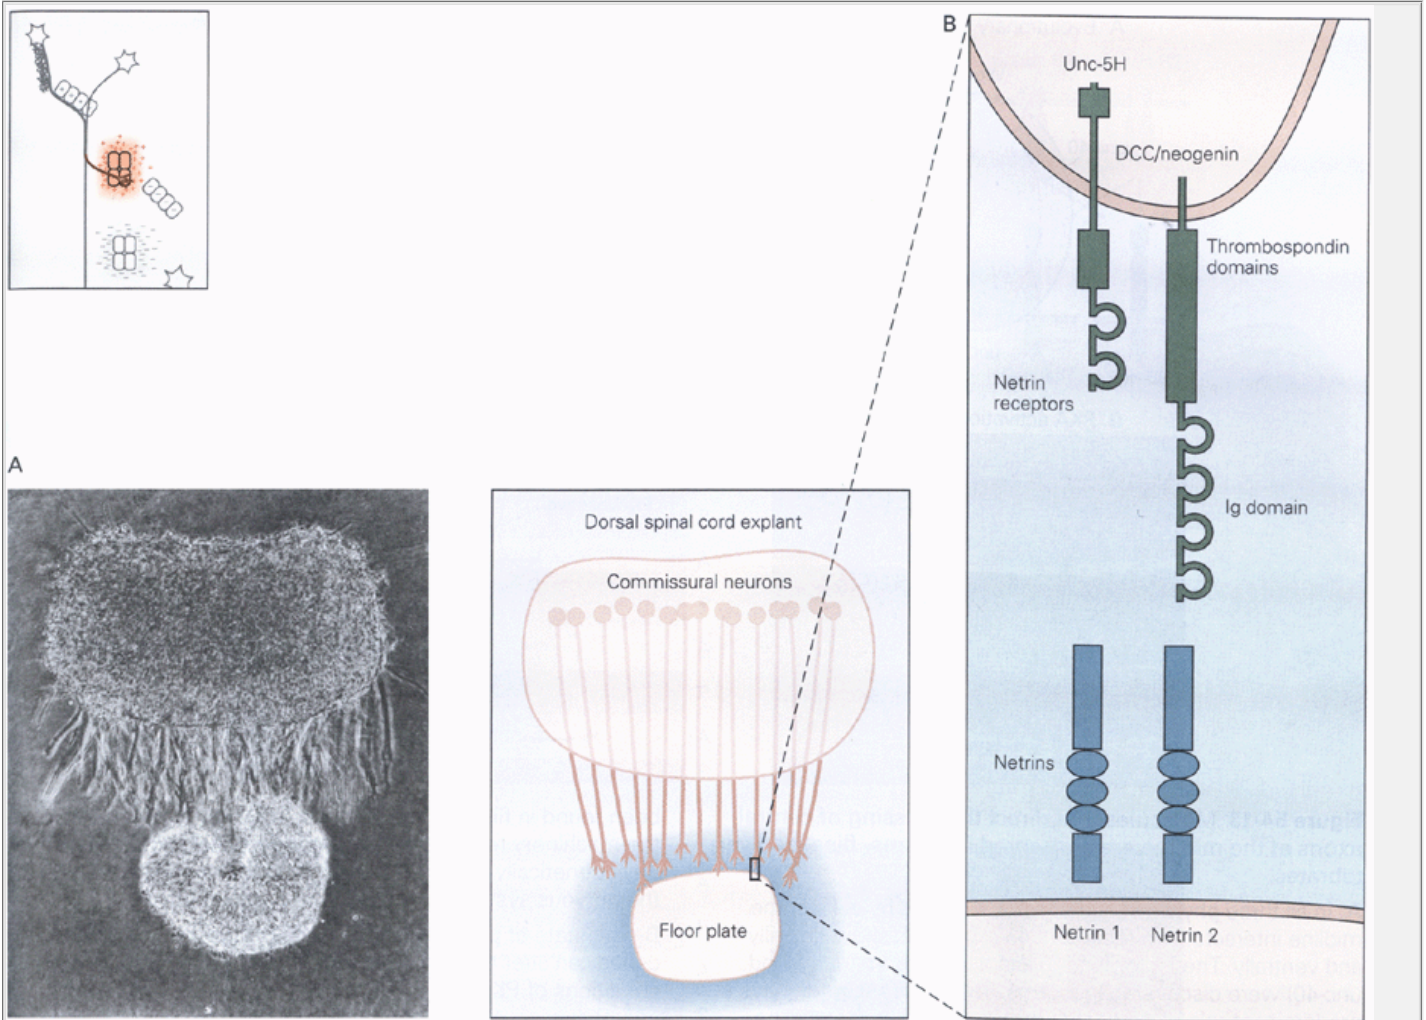 B
Unc-5H
DCC/neogenin
Thrombospondin
domains
Netrin
receptors
Ig domain
Netrins
Netrin 1
Netrin 2
A
Dorsal spinal cord explant
Commissural neurons
Floor plate